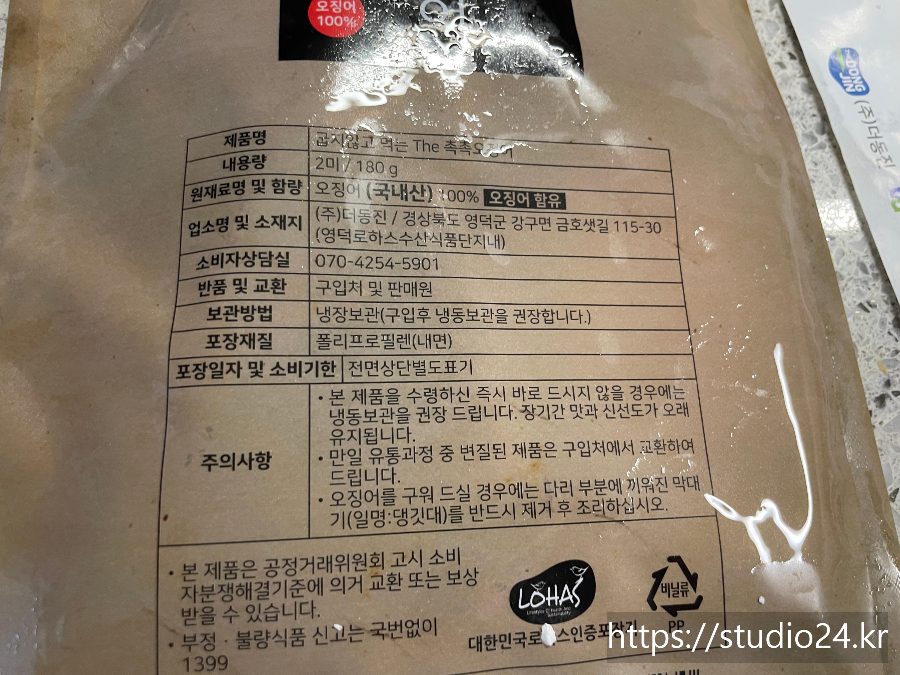 오징어
100%
The
DONG
JIN
(주)더동진
제품명 굽지않고 먹는 The 촉촉오징어
내용량 2미 / 180 g
원재료명 및 함량 오징어(국내산) 100% 오징어 함유
업소명 및 소재지 (주)더동진 / 경상북도 영덕군 강구면 금호샛길 115-30
(영덕로하스수산식품단지내)
소비자상담실 070-4254-5901
반품 및 교환 구입처 및 판매원
보관방법 냉장보관(구입후 냉동보관을 권장합니다.)
포장재질 폴리프로필렌(내면)
포장일자 및 소비기한 전면상단별도표기
주의사항
• 본 제품을 수령하신 즉시 바로 드시지 않을 경우에는
냉동보관을 권장 드립니다. 장기간 맛과 신선도가 오래
유지됩니다.
• 만일 유통과정 중 변질된 제품은 구입처에서 교환하여
드립니다.
• 오징어를 구워 드실 경우에는 다리 부분에 끼워진 막대
기(일명:댕깃대)를 반드시 제거 후 조리하십시오.
• 본 제품은 공정거래위원회 고시 소비
자분쟁해결기준에 의거 교환 또는 보상
받을 수 있습니다.
• 부정 · 불량식품 신고는 국번없이
1399
LOHAS
대한민국로하스인증포장지
비닐류
PP
https://studio24.kr